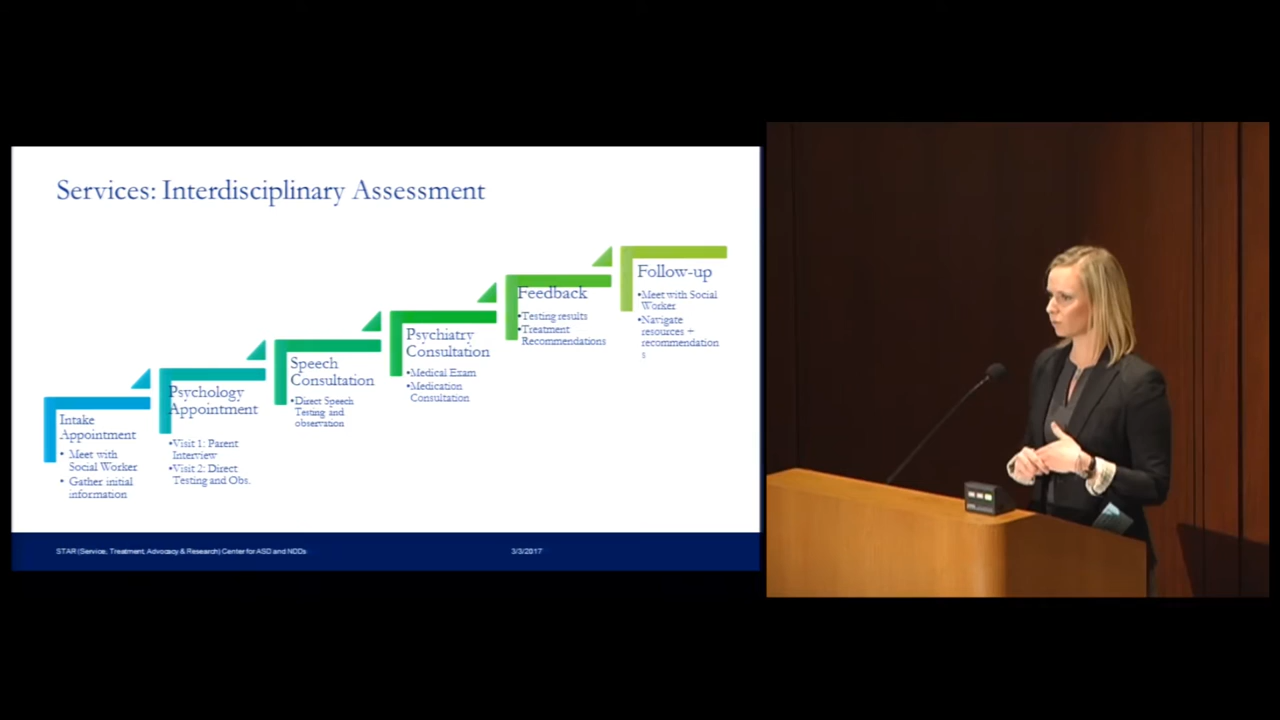 Services: Interdisciplinary Assessment
Intake
Appointment
• Meet with
Social Worker
• Gather initial
information
Psychology
Appointment
•Visit 1: Parent
Interview
•Visit 2: Direct
Testing and Obs.
Speech
Consultation
•Direct Speech
Testing and
observation
Psychiatry
Consultation
•Medical Exam
•Medication
Consultation
Feedback
•Testing results
•Treatment
Recommendations
Follow-up
•Meet with Social
Worker
•Navigate
resources +
recommendation
s
STAR (Service, Treatment, Advocacy & Research) Center for ASD and NDDs
3/3/2017